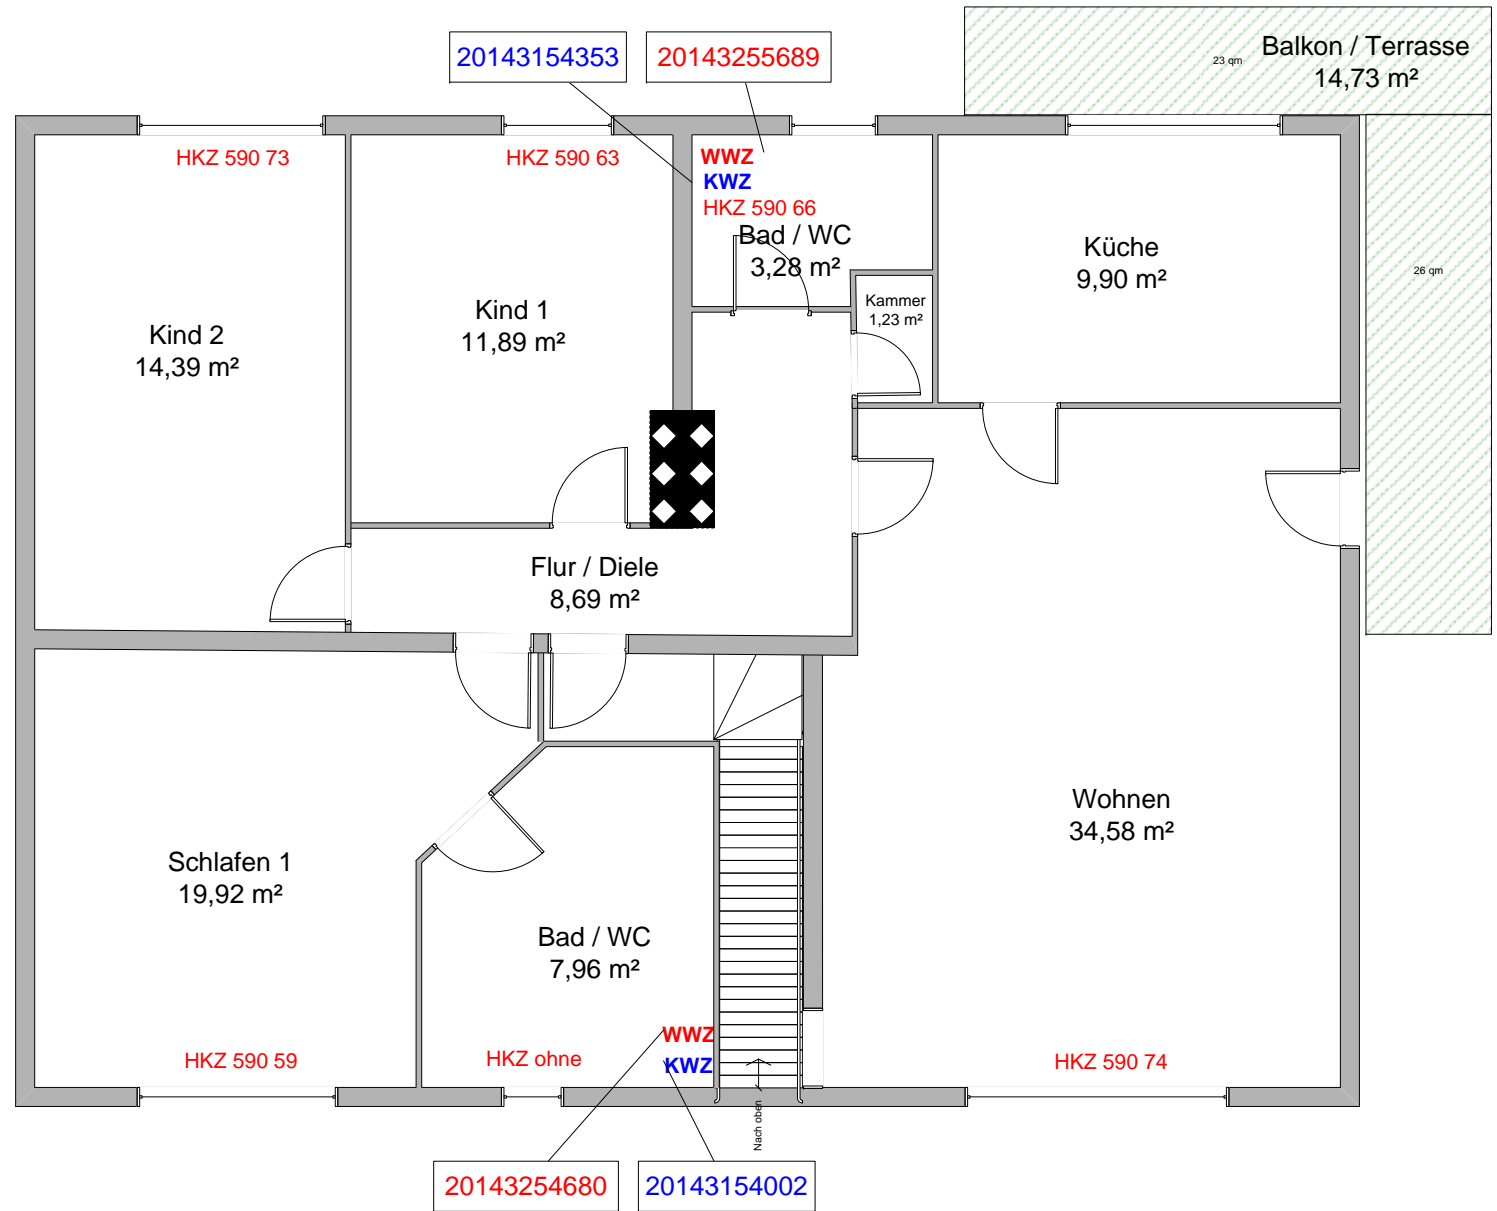 20143154353
20143255689
23 qm
Balkon / Terrasse
14,73 m²
HKZ 590 73
HKZ 590 63
WWZ
KWZ
HKZ 590 66
Bad / WC
3,28 m²
Küche
9,90 m²
26 qm
Kammer
1,23 m²
Kind 1
11,89 m²
Kind 2
14,39 m²
Flur / Diele
8,69 m²
Wohnen
34,58 m²
Schlafen 1
19,92 m²
Bad / WC
7,96 m²
WWZ
KWZ
HKZ 590 59
HKZ ohne
HKZ 590 74
Nach oben
20143254680
20143154002